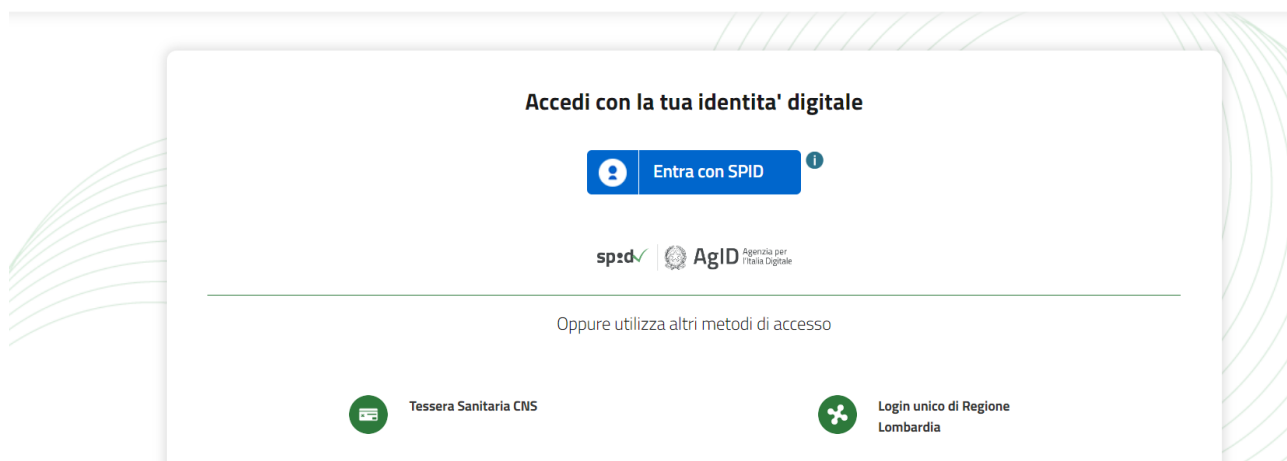 Accedi con la tua identita' digitale
Entra con SPID
i
spid
AgID
Agenzia per
l'Italia Digitale
Oppure utilizza altri metodi di accesso
Tessera Sanitaria CNS
Login unico di Regione
Lombardia